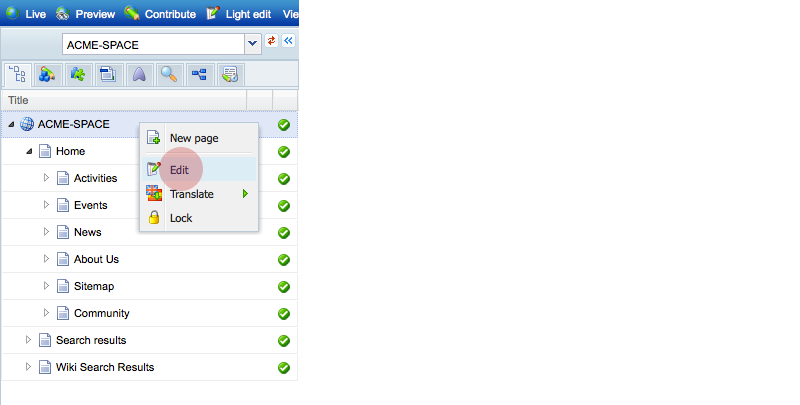 Live Preview Contribute Light edit Vie
ACME-SPACE
Title
ACME-SPACE
New page
Home
Edit
Activities
Translate
Events
Lock
News
About Us
Sitemap
Community
Search results
Wiki Search Results